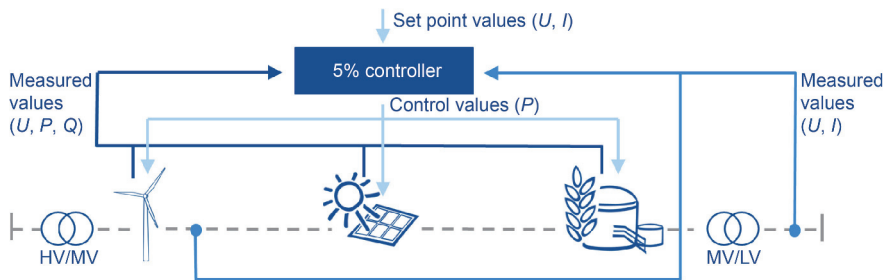 Set point values (U, I)
5% controller
Measured
values
(U, P, Q)
Control values (P)
Measured
values
(U, I)
HV/MV
MV/LV